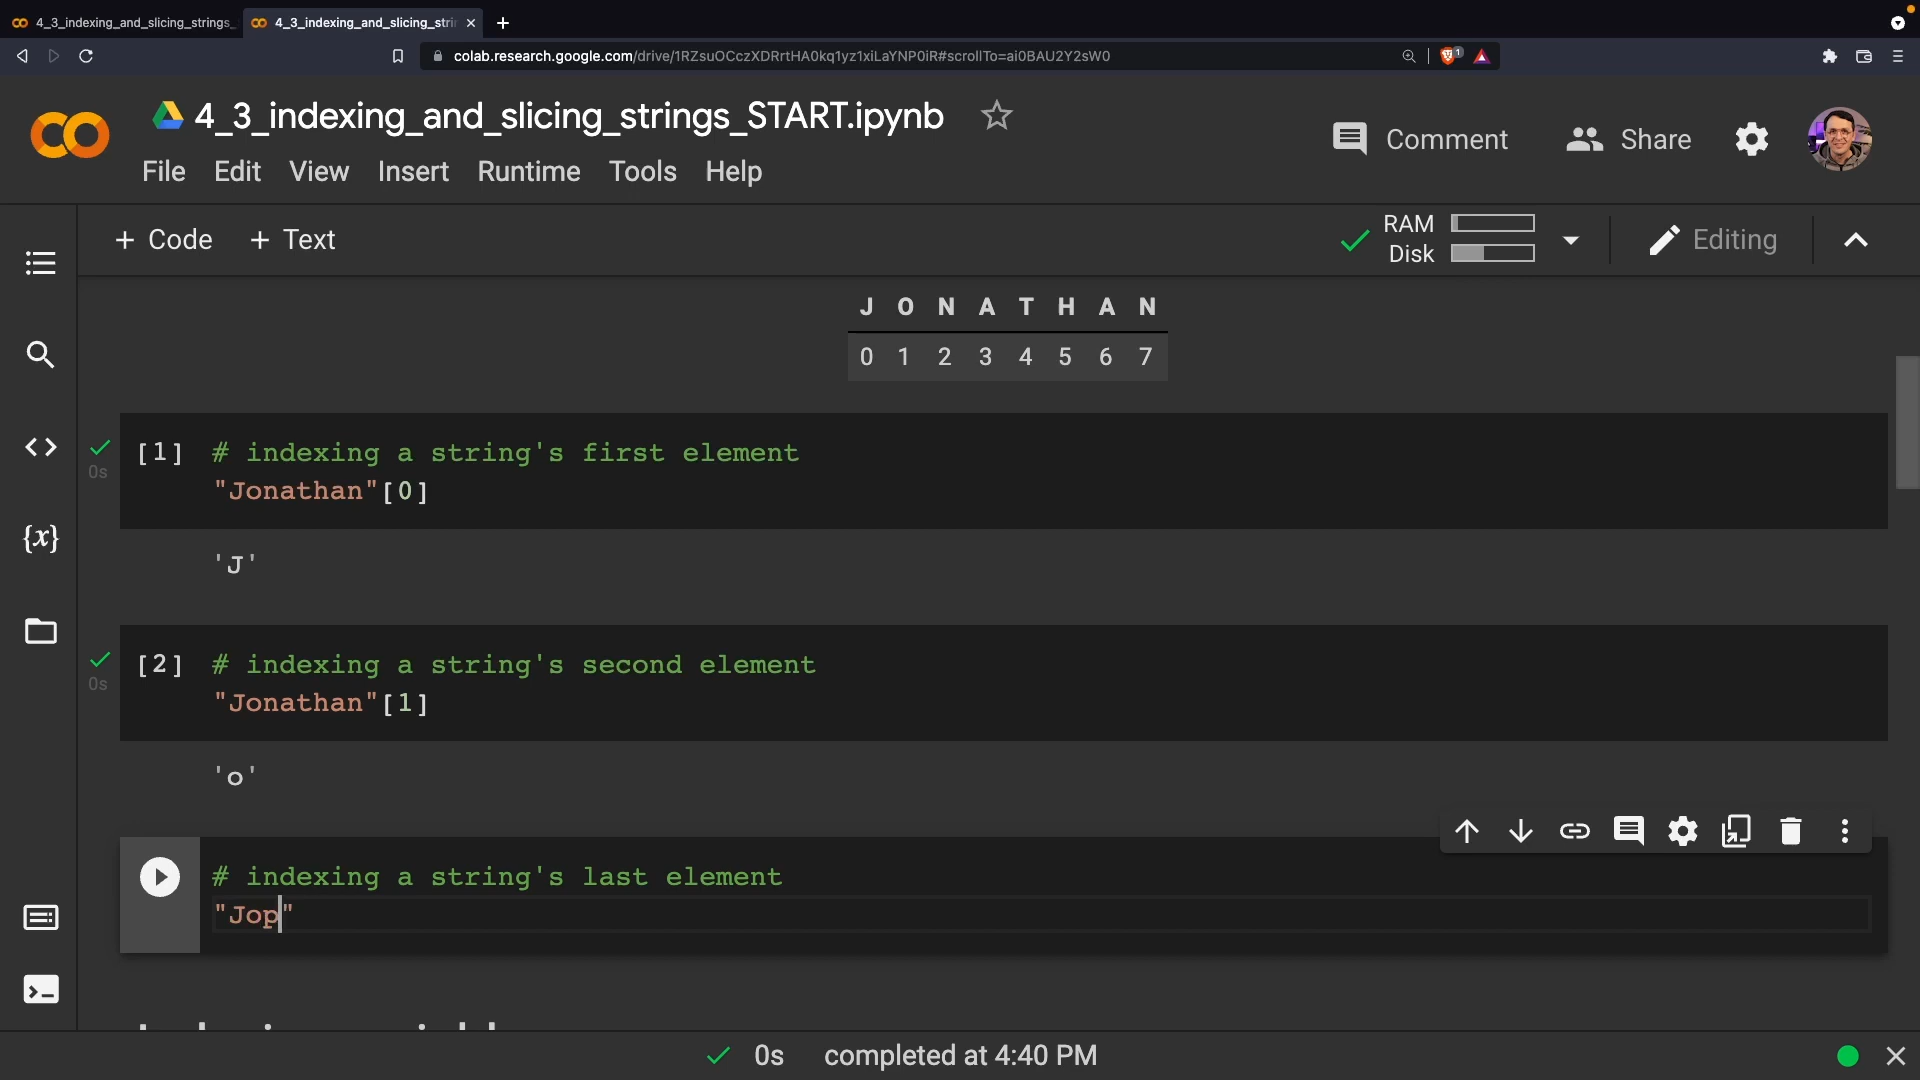 4_3_indexing_and_slicing_strings_
4_3_indexing_and_slicing_stri
colab.research.google.com/drive/1RZsuOCczXDRrtHA0kq1yz1xiLaYNP0iR#scrollTo=ai0BAU2Y2sW0
1
4_3_indexing_and_slicing_strings_START.ipynb
Comment Share
File Edit View Insert Runtime Tools Help
+ Code + Text
RAM
Disk
Editing
J O N A T H A N
0 1 2 3 4 5 6 7
[1] # indexing a string's first element
0s
"Jonathan"[0]
'J'
{x}
[2] # indexing a string's second element
0s
"Jonathan"[1]
'o'
# indexing a string's last element
"Jop"
0s completed at 4:40 PM